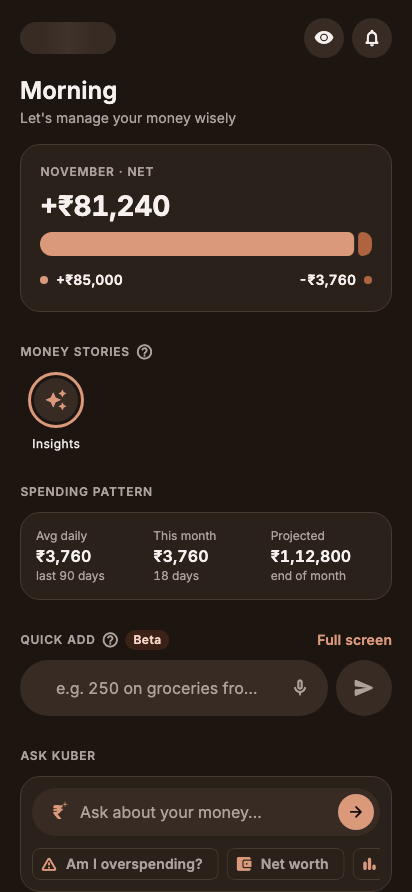 Morning
Let's manage your money wisely
NOVEMBER · NET
+₹81,240
+₹85,000 -₹3,760
MONEY STORIES
Insights
SPENDING PATTERN
Avg daily This month Projected
₹3,760 ₹3,760 ₹1,12,800
last 90 days 18 days end of month
QUICK ADD Beta Full screen
e.g. 250 on groceries fro...
ASK KUBER
₹ Ask about your money...
Am I overspending? Net worth